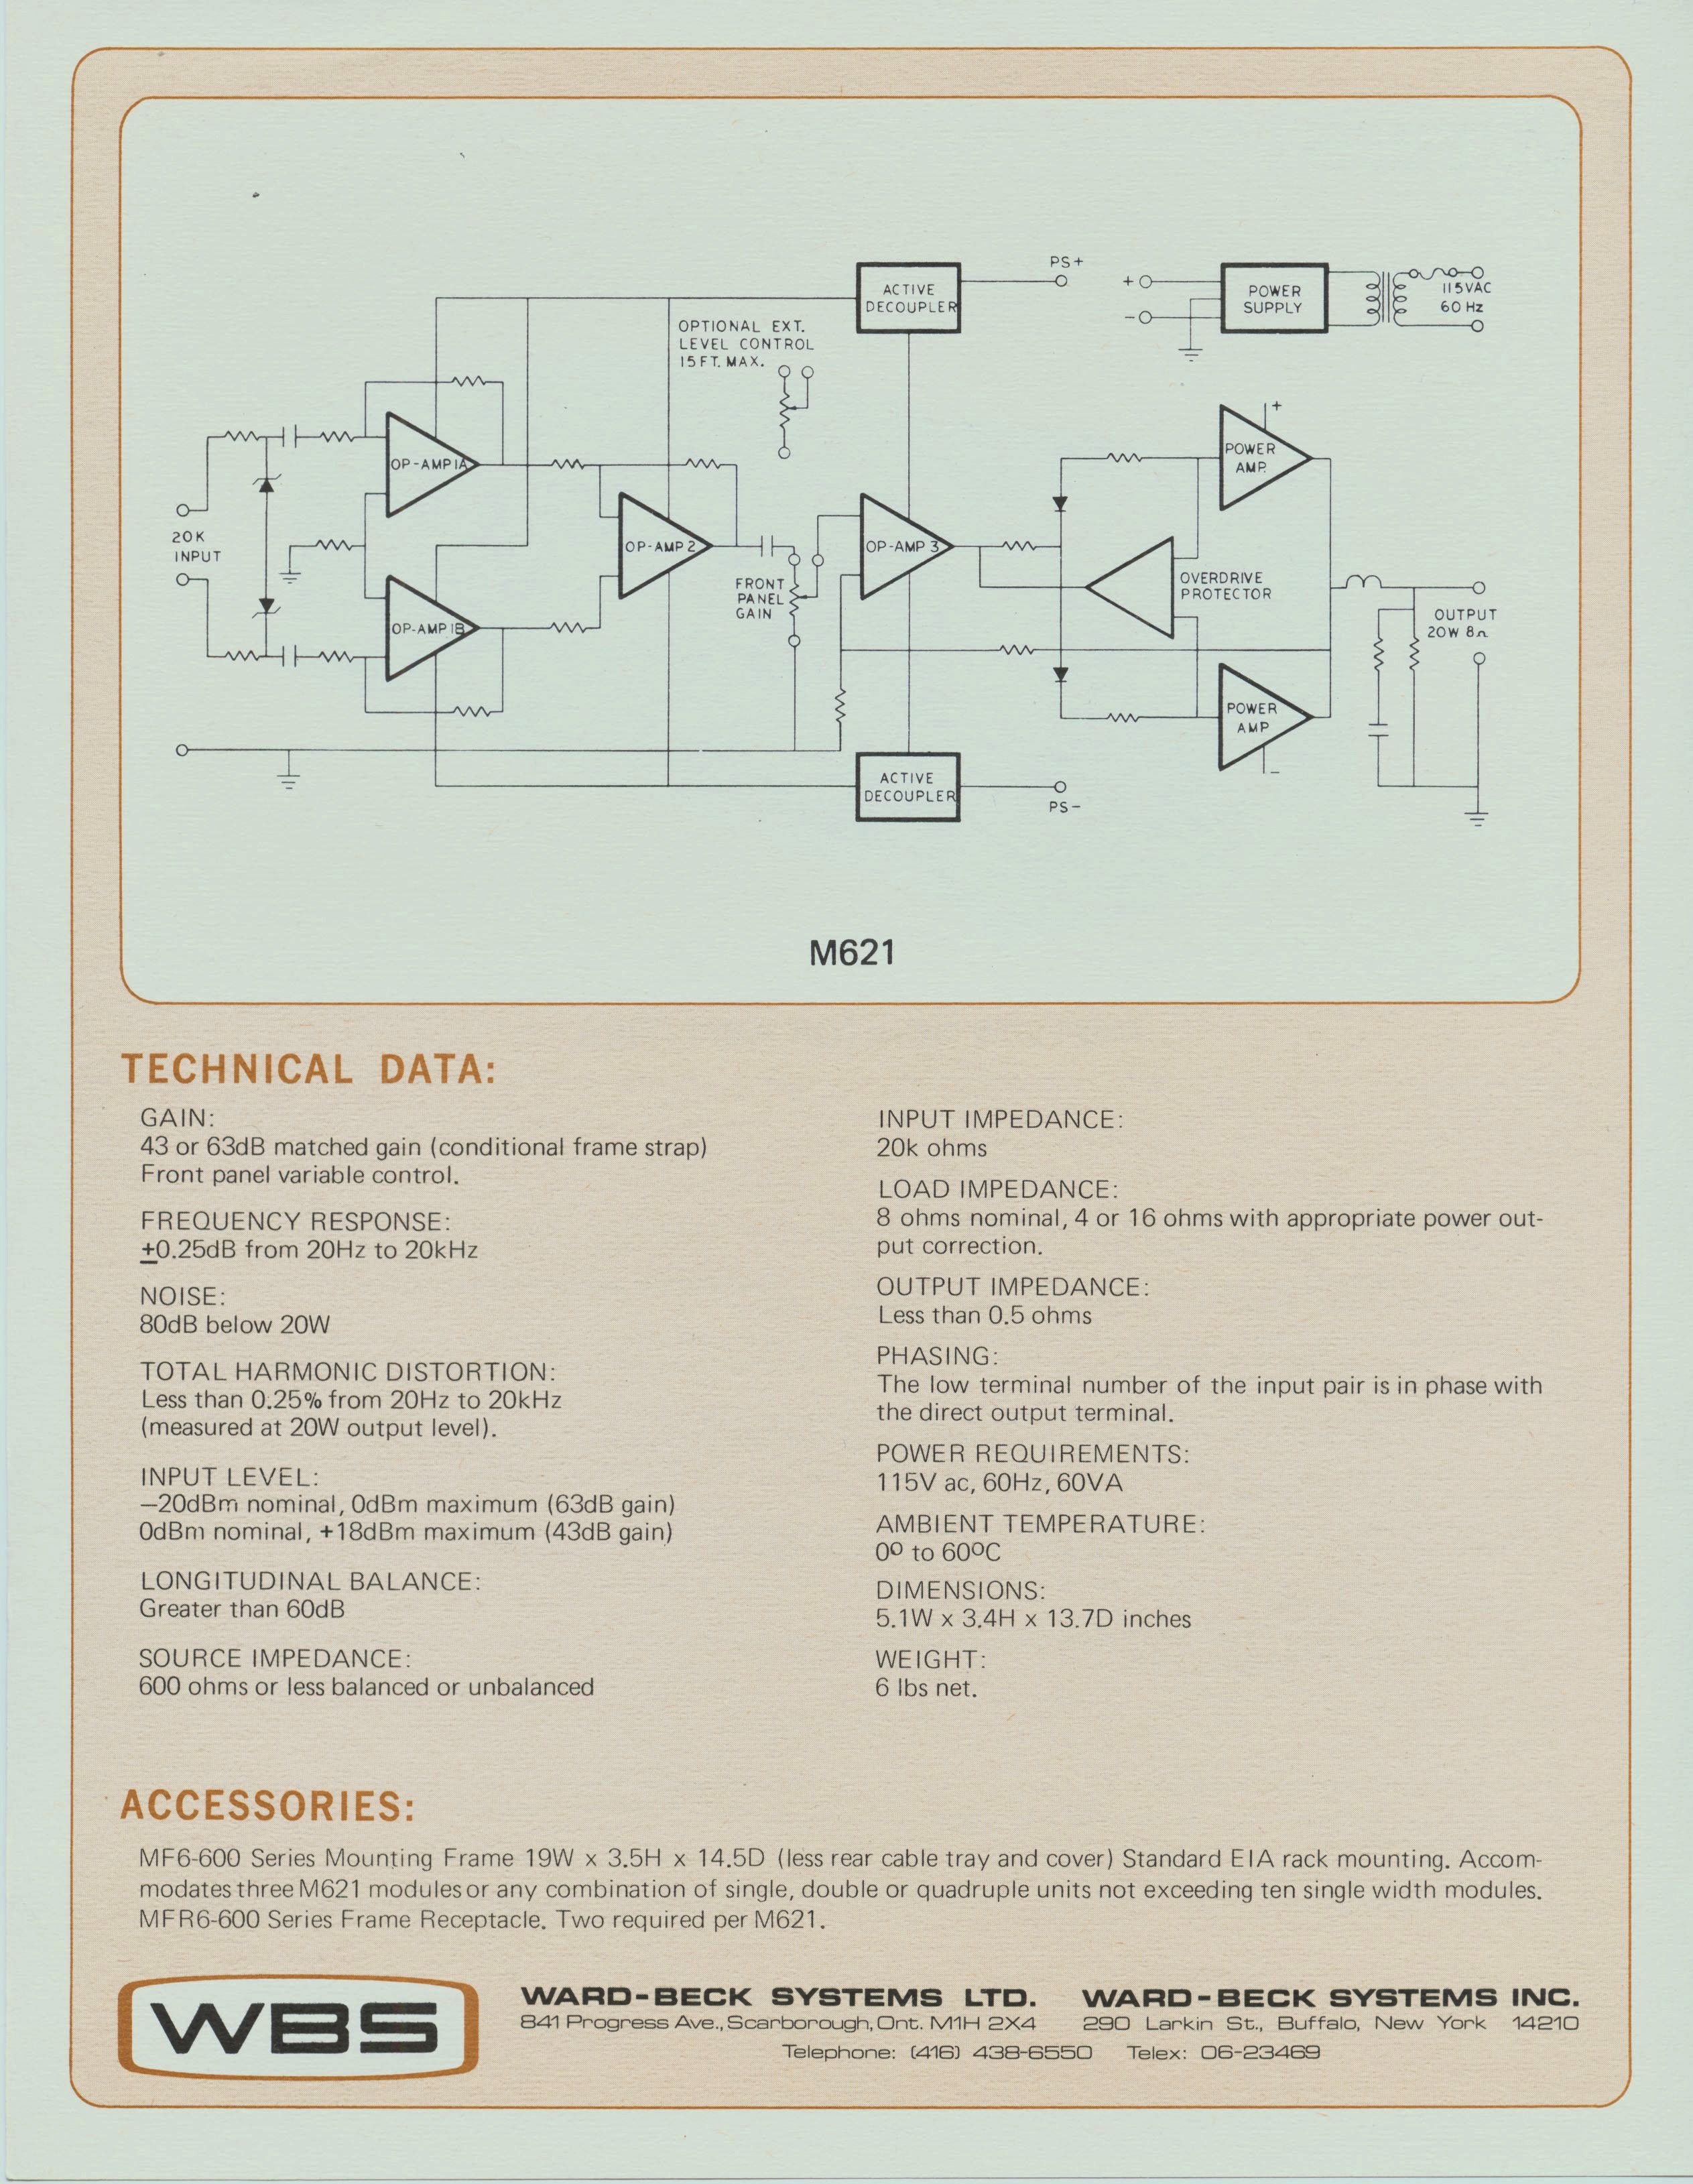 PS+
ACTIVE
DECOUPLER
+
−
POWER
SUPPLY
115VAC
60 Hz
OPTIONAL EXT.
LEVEL CONTROL
15FT. MAX.
OP-AMP 1A
20K
INPUT
OP-AMP 1B
OP-AMP 2
FRONT
PANEL
GAIN
OP-AMP 3
+
POWER
AMP.
OVERDRIVE
PROTECTOR
POWER
AMP
−
OUTPUT
20W 8Ω
ACTIVE
DECOUPLER
PS−
M621
TECHNICAL DATA:
GAIN:
43 or 63dB matched gain (conditional frame strap)
Front panel variable control.
FREQUENCY RESPONSE:
±0.25dB from 20Hz to 20kHz
NOISE:
80dB below 20W
TOTAL HARMONIC DISTORTION:
Less than 0.25% from 20Hz to 20kHz
(measured at 20W output level).
INPUT LEVEL:
−20dBm nominal, 0dBm maximum (63dB gain)
0dBm nominal, +18dBm maximum (43dB gain)
LONGITUDINAL BALANCE:
Greater than 60dB
SOURCE IMPEDANCE:
600 ohms or less balanced or unbalanced
INPUT IMPEDANCE:
20k ohms
LOAD IMPEDANCE:
8 ohms nominal, 4 or 16 ohms with appropriate power out-
put correction.
OUTPUT IMPEDANCE:
Less than 0.5 ohms
PHASING:
The low terminal number of the input pair is in phase with
the direct output terminal.
POWER REQUIREMENTS:
115V ac, 60Hz, 60VA
AMBIENT TEMPERATURE:
0º to 60ºC
DIMENSIONS:
5.1W x 3.4H x 13.7D inches
WEIGHT:
6 lbs net.
ACCESSORIES:
MF6-600 Series Mounting Frame 19W x 3.5H x 14.5D (less rear cable tray and cover) Standard EIA rack mounting. Accom-
modates three M621 modules or any combination of single, double or quadruple units not exceeding ten single width modules.
MFR6-600 Series Frame Receptacle. Two required per M621.
WBS
WARD-BECK SYSTEMS LTD.
841 Progress Ave., Scarborough, Ont. M1H 2X4
WARD-BECK SYSTEMS INC.
290 Larkin St., Buffalo, New York 14210
Telephone: (416) 438-6550 Telex: 06-23469